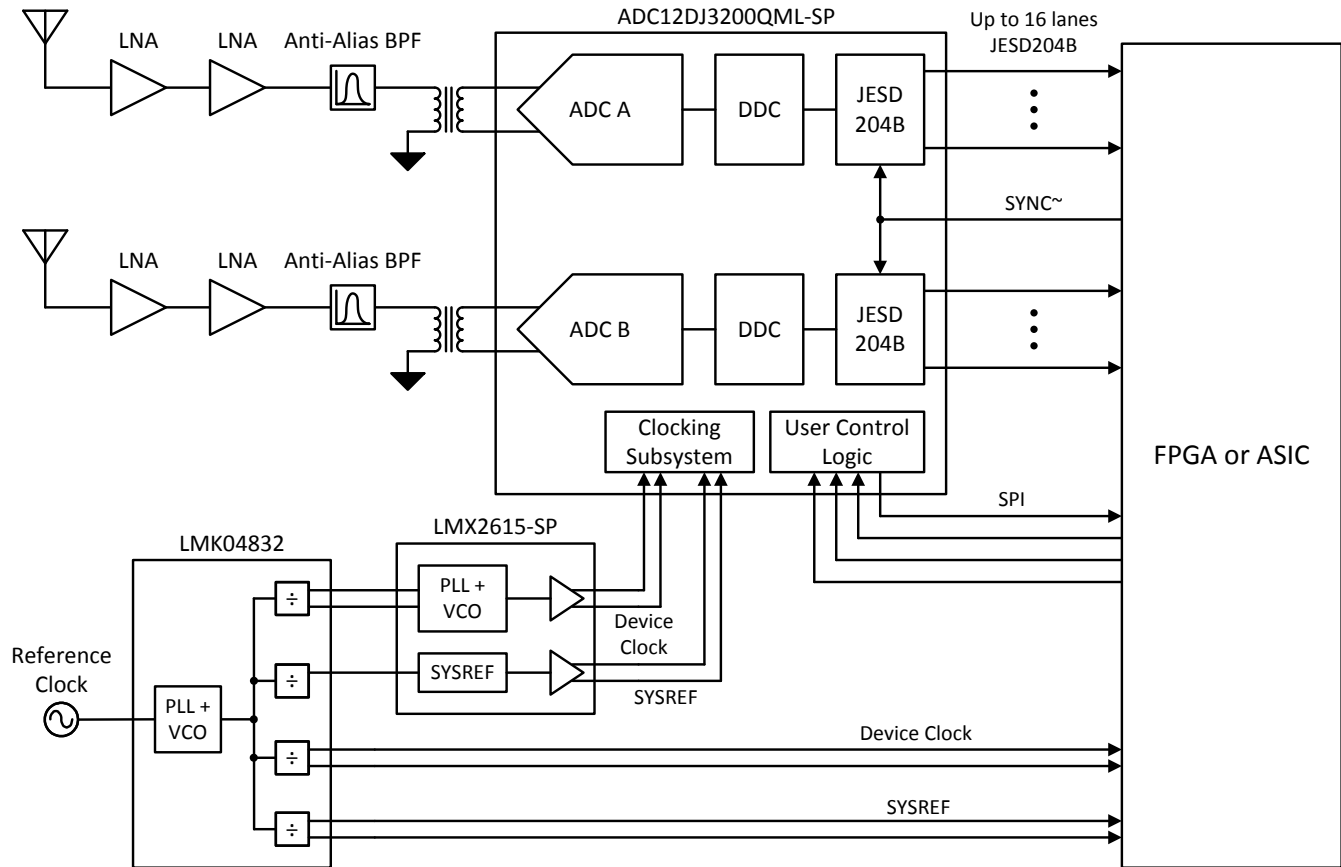 ADC12DJ3200QML-SP
Up to 16 lanes
JESD204B
LNA
LNA
Anti-Alias BPF
ADC A
DDC
JESD
204B
SYNC~
LNA
LNA
Anti-Alias BPF
ADC B
DDC
JESD
204B
Clocking
Subsystem
User Control
Logic
FPGA or ASIC
SPI
LMK04832
LMX2615-SP
÷
PLL +
VCO
Device
Clock
Reference
Clock
÷
SYSREF
SYSREF
PLL +
VCO
÷
Device Clock
÷
SYSREF